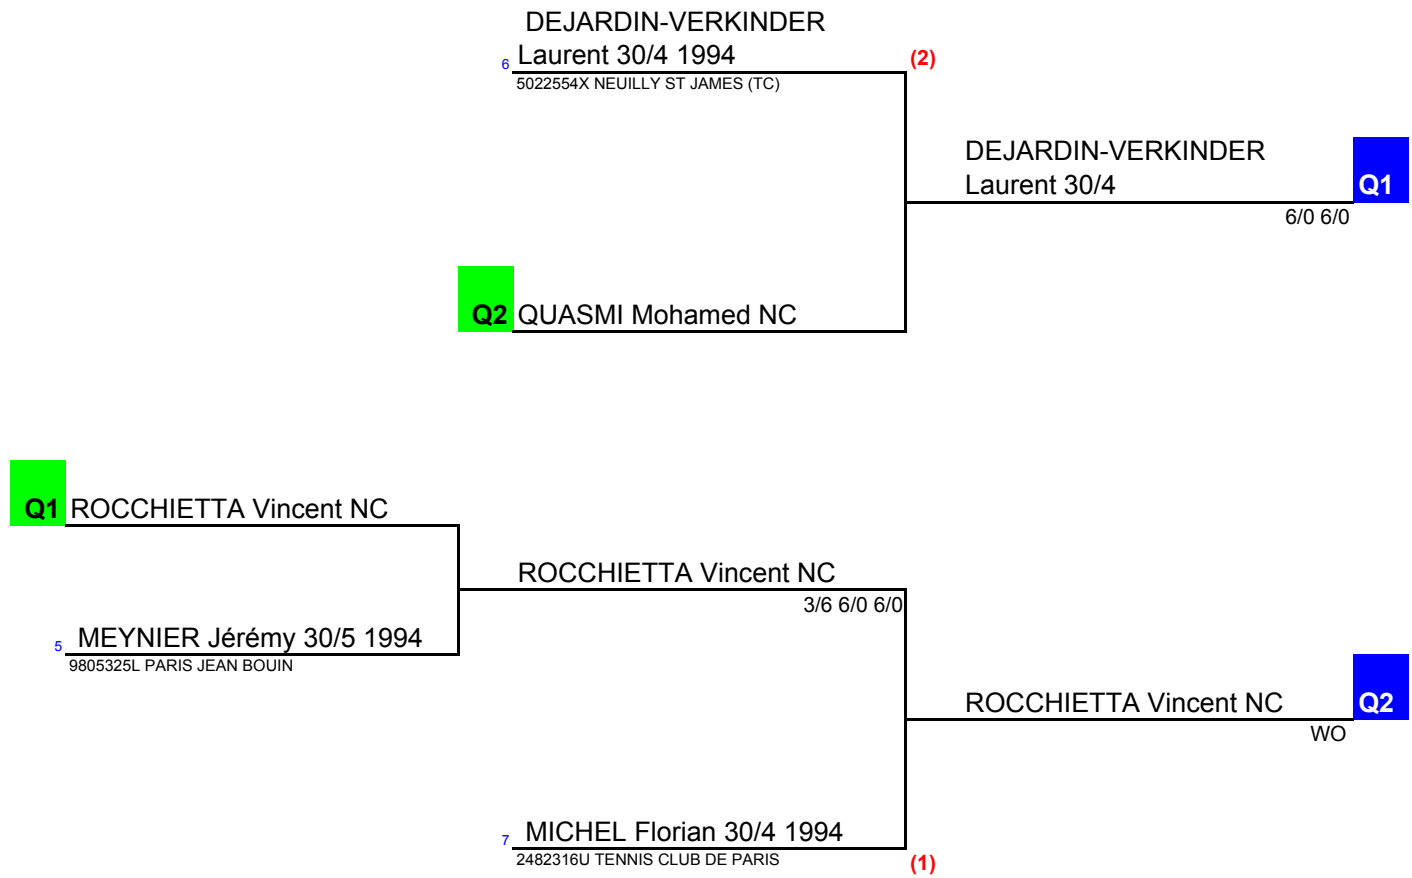 DEJARDIN-VERKINDER
6 Laurent 30/4 1994 (2)
5022554X NEUILLY ST JAMES (TC)
DEJARDIN-VERKINDER
Laurent 30/4 Q1
6/0 6/0
Q2 QUASMI Mohamed NC
Q1 ROCCHIETTA Vincent NC
ROCCHIETTA Vincent NC
3/6 6/0 6/0
5 MEYNIER Jérémy 30/5 1994
9805325L PARIS JEAN BOUIN
ROCCHIETTA Vincent NC Q2
WO
7 MICHEL Florian 30/4 1994
2482316U TENNIS CLUB DE PARIS (1)